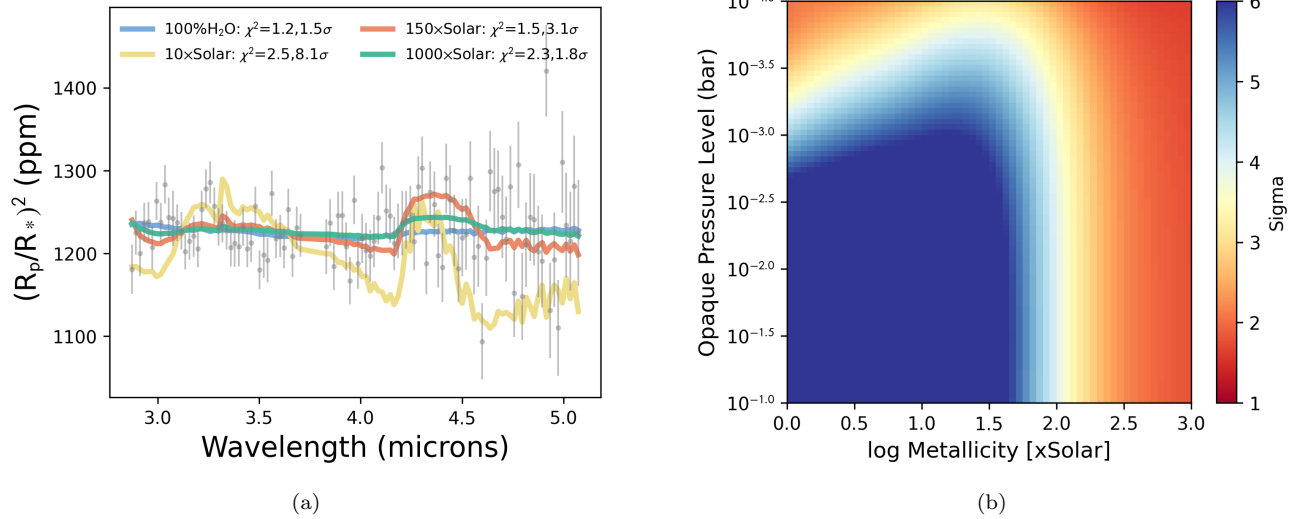 100%H₂O: χ²=1.2,1.5σ
10×Solar: χ²=2.5,8.1σ
150×Solar: χ²=1.5,3.1σ
1000×Solar: χ²=2.3,1.8σ
(Rₚ/R*)² (ppm)
1400
1300
1200
1100
3.0 3.5 4.0 4.5 5.0
Wavelength (microns)
(a)
Opaque Pressure Level (bar)
10⁻³·⁵
10⁻³·⁰
10⁻²·⁵
10⁻²·⁰
10⁻¹·⁵
10⁻¹·⁰
0.0 0.5 1.0 1.5 2.0 2.5 3.0
log Metallicity [xSolar]
6
5
4
3
2
1
Sigma
(b)